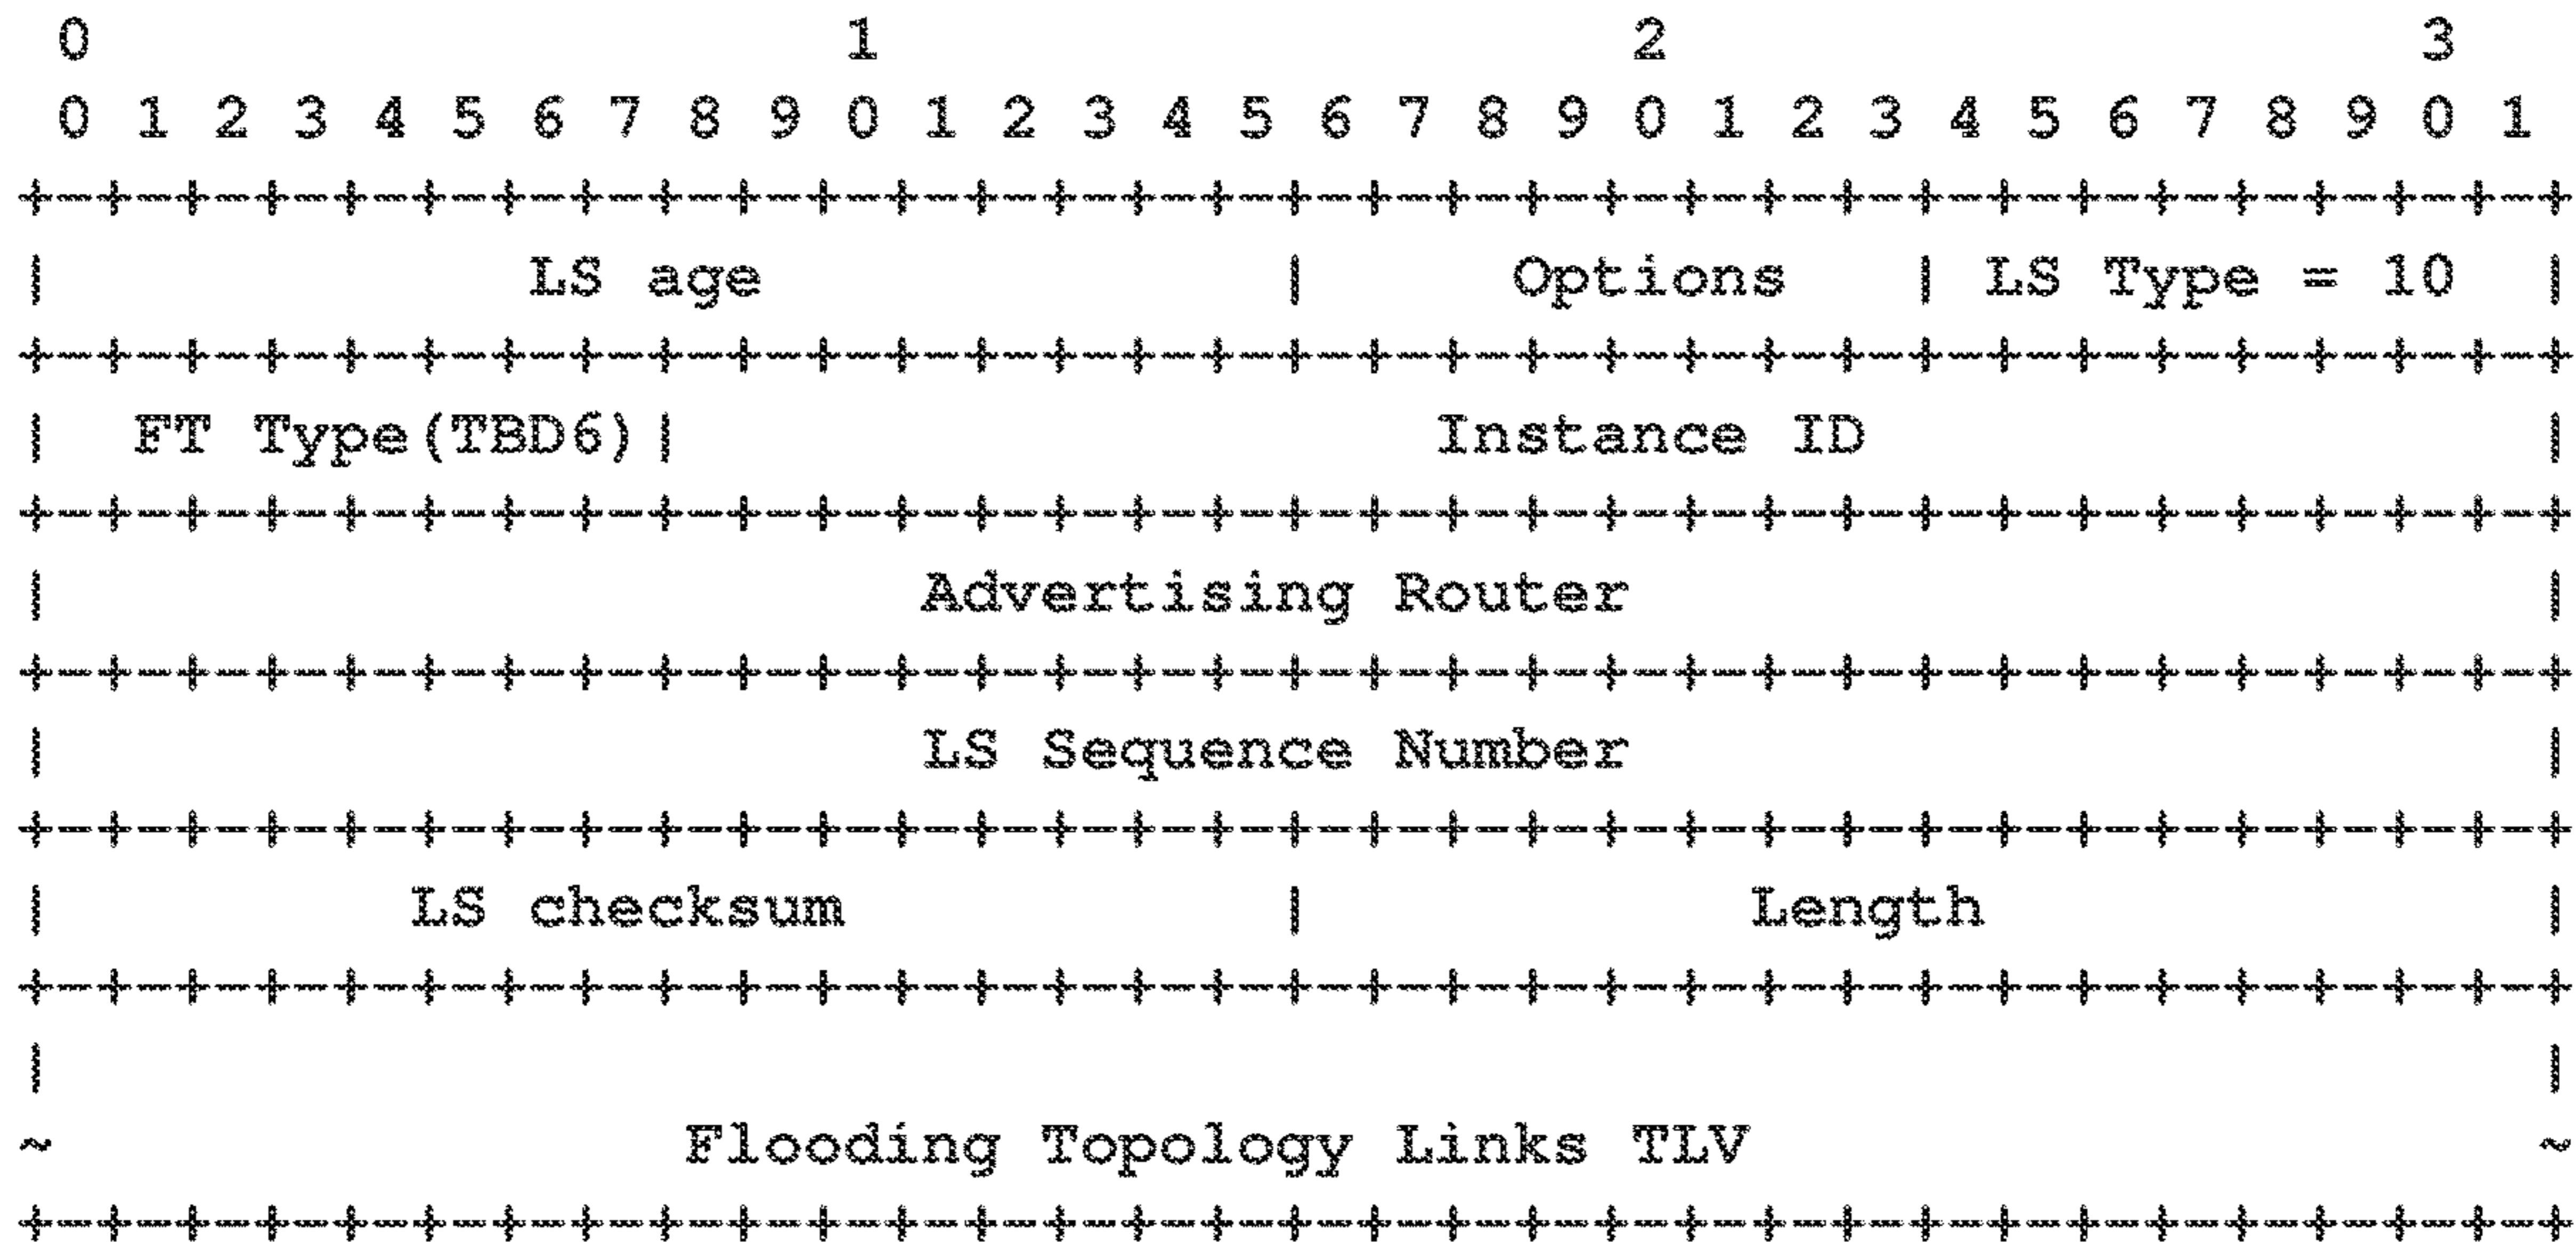 0                   1                   2                   3
 0 1 2 3 4 5 6 7 8 9 0 1 2 3 4 5 6 7 8 9 0 1 2 3 4 5 6 7 8 9 0 1
+-+-+-+-+-+-+-+-+-+-+-+-+-+-+-+-+-+-+-+-+-+-+-+-+-+-+-+-+-+-+-+-+
|            LS age             |     Options   | LS Type = 10  |
+-+-+-+-+-+-+-+-+-+-+-+-+-+-+-+-+-+-+-+-+-+-+-+-+-+-+-+-+-+-+-+-+
|  FT Type(TBD6)|                   Instance ID                 |
+-+-+-+-+-+-+-+-+-+-+-+-+-+-+-+-+-+-+-+-+-+-+-+-+-+-+-+-+-+-+-+-+
|                      Advertising Router                       |
+-+-+-+-+-+-+-+-+-+-+-+-+-+-+-+-+-+-+-+-+-+-+-+-+-+-+-+-+-+-+-+-+
|                      LS Sequence Number                       |
+-+-+-+-+-+-+-+-+-+-+-+-+-+-+-+-+-+-+-+-+-+-+-+-+-+-+-+-+-+-+-+-+
|         LS checksum           |           Length              |
+-+-+-+-+-+-+-+-+-+-+-+-+-+-+-+-+-+-+-+-+-+-+-+-+-+-+-+-+-+-+-+-+
|                                                               |
~                Flooding Topology Links TLV                    ~
+-+-+-+-+-+-+-+-+-+-+-+-+-+-+-+-+-+-+-+-+-+-+-+-+-+-+-+-+-+-+-+-+